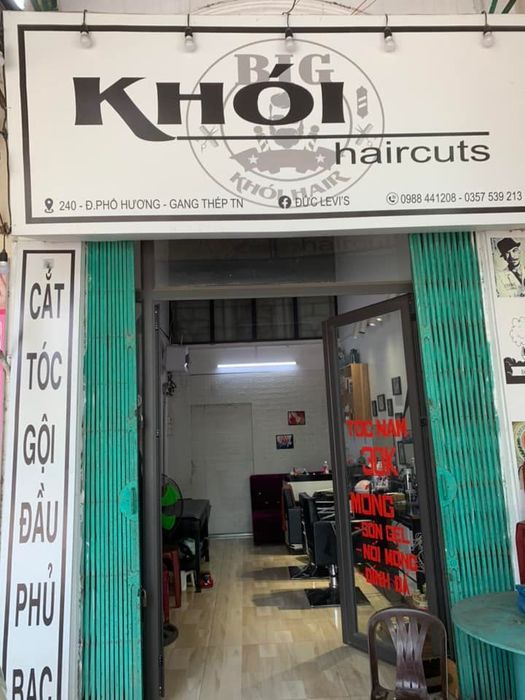 BIG
KHÓI
haircuts
KHÓI HAIR
240 - Đ.PHỐ HƯƠNG - GANG THÉP TN
ĐỨC LEVI'S
0988 441208 - 0357 539 213
CẮT
TÓC
GỘI
ĐẦU
PHỦ
BẠC
TÓC NAM
30K
MÓNG
- SƠN GEL
- NỐI MÓNG
ĐÍNH ĐÁ